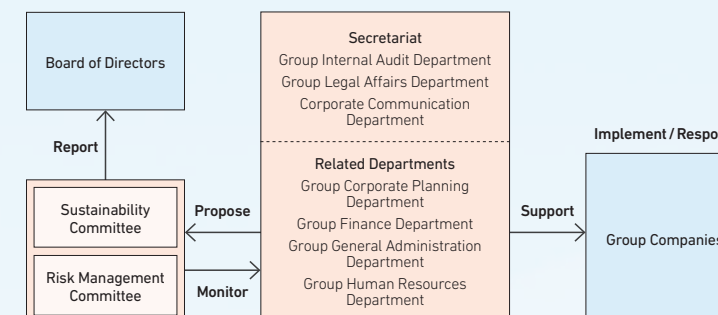 Board of Directors
Report
Sustainability
Committee
Risk Management
Committee
Propose
Monitor
Secretariat
Group Internal Audit Department
Group Legal Affairs Department
Corporate Communication
Department
Related Departments
Group Corporate Planning
Department
Group Finance Department
Group General Administration
Department
Group Human Resources
Department
Support
Implement / Respo
Group Companies